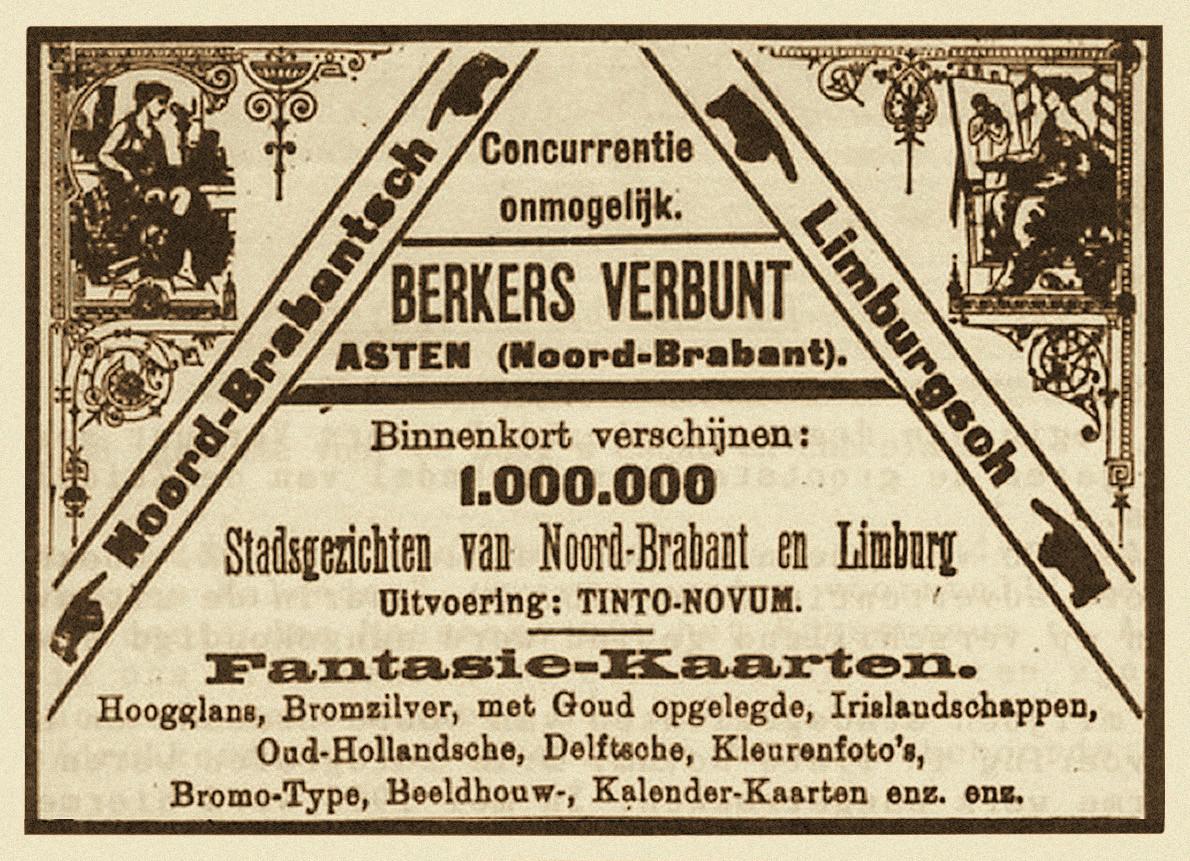 Noord-Brabantsch
Limburgsch
Concurrentie
onmogelijk.
BERKERS VERBUNT
ASTEN (Noord-Brabant).
Binnenkort verschijnen:
1.000.000
Stadsgezichten van Noord-Brabant en Limburg
Uitvoering: TINTO-NOVUM.
Fantasie-Kaarten.
Hoogglans, Bromzilver, met Goud opgelegde, Irislandschappen,
Oud-Hollandsche, Delftsche, Kleurenfoto's,
Bromo-Type, Beeldhouw-, Kalender-Kaarten enz. enz.